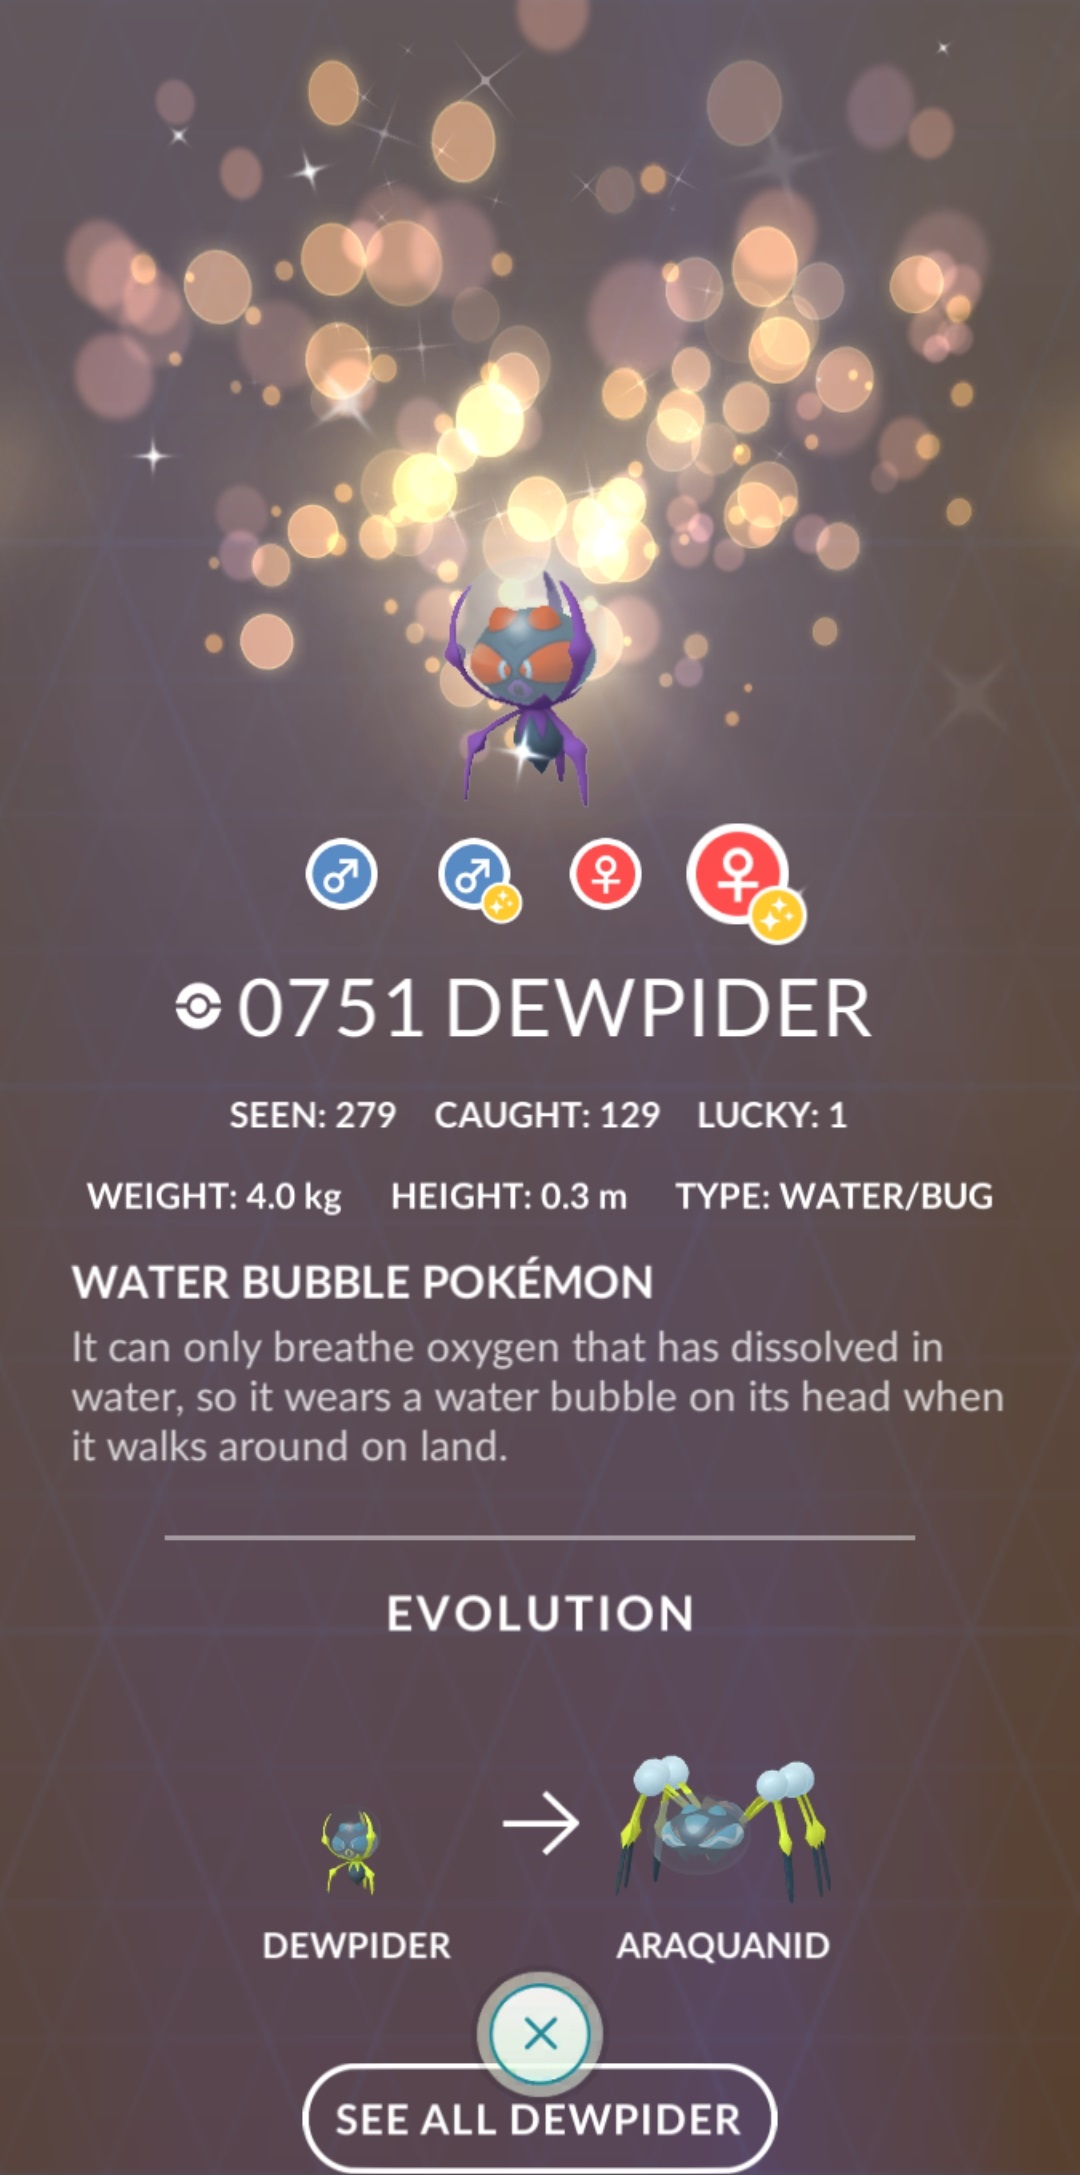 0751 DEWPIDER
SEEN: 279 CAUGHT: 129 LUCKY: 1
WEIGHT: 4.0 kg HEIGHT: 0.3 m TYPE: WATER/BUG
WATER BUBBLE POKÉMON
It can only breathe oxygen that has dissolved in
water, so it wears a water bubble on its head when
it walks around on land.
EVOLUTION
DEWPIDER ARAQUANID
SEE ALL DEWPIDER